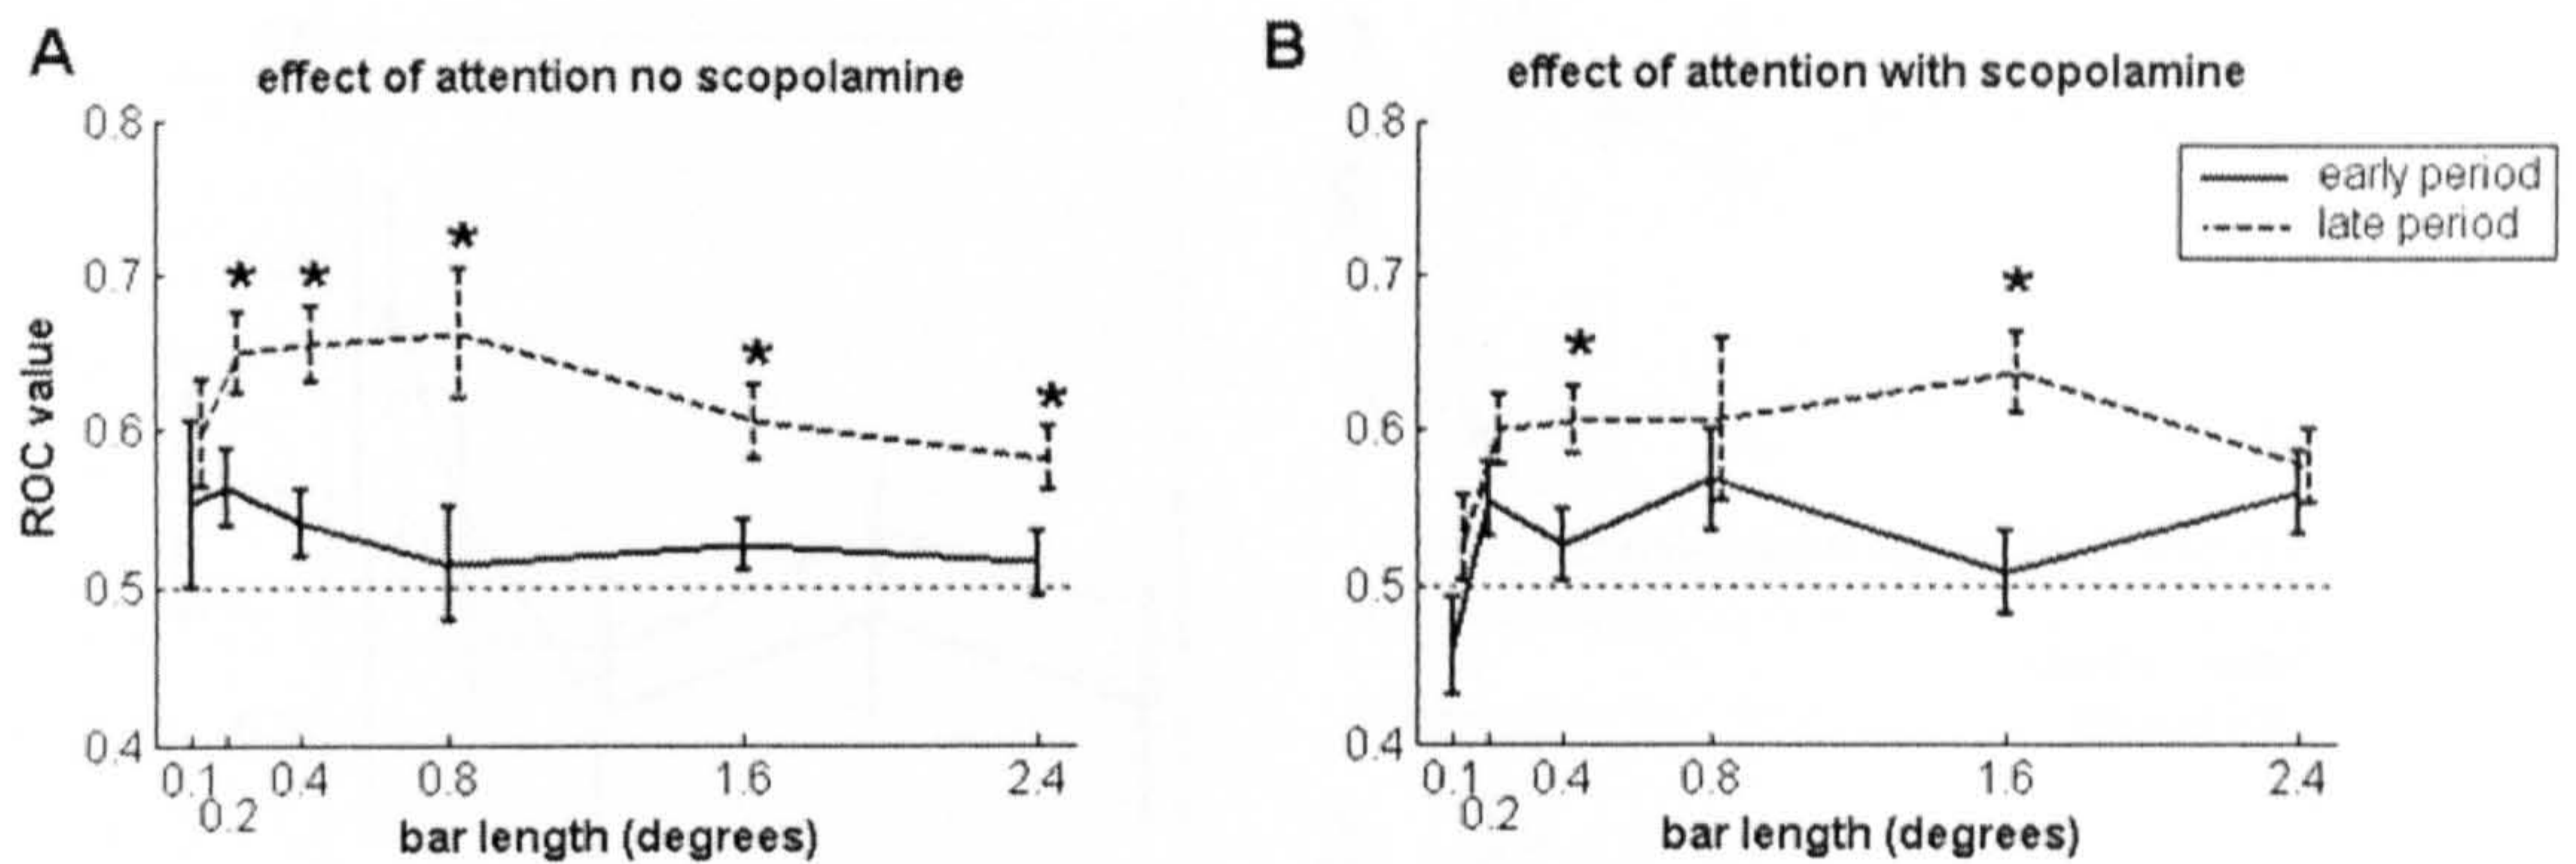 A
effect of attention no scopolamine
0.8
0.7
0.6
0.5
0.4
ROC value
* * * * *
0.1 0.4 0.8 1.6 2.4
0.2
bar length (degrees)
B
effect of attention with scopolamine
0.8
0.7
0.6
0.5
0.4
* *
early period
late period
0.1 0.4 0.8 1.6 2.4
0.2
bar length (degrees)